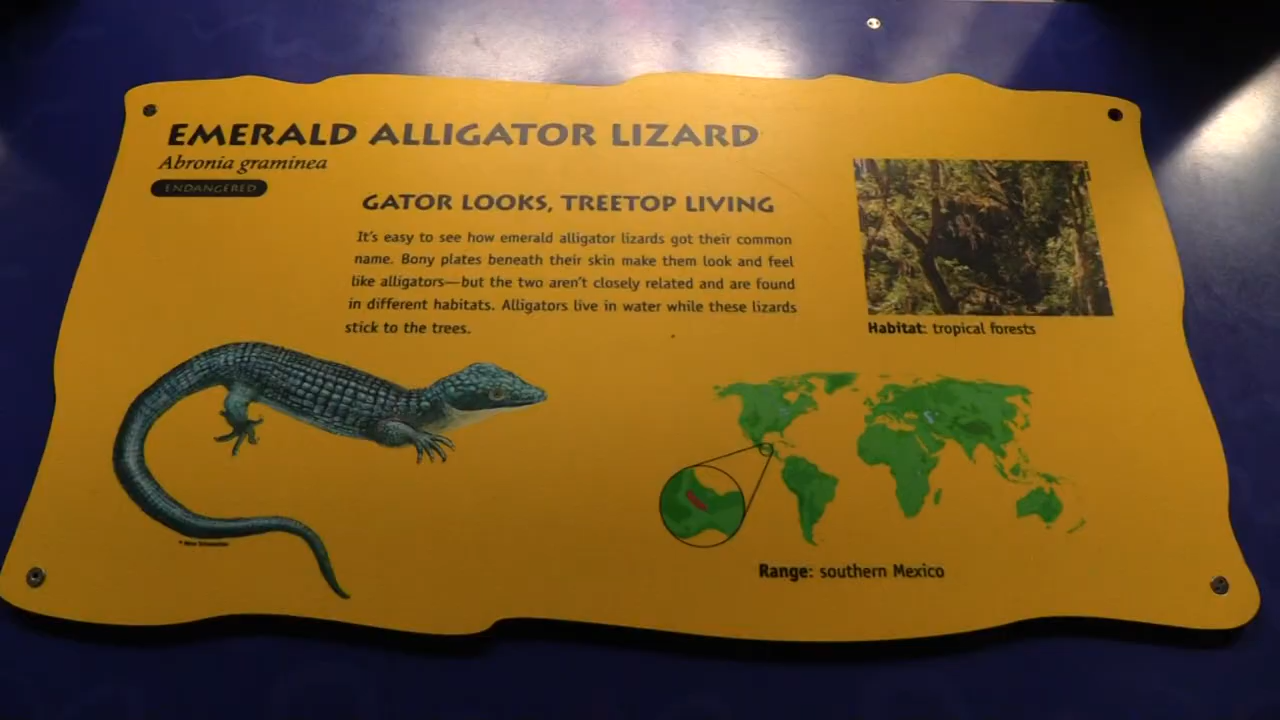 EMERALD ALLIGATOR LIZARD
Abronia graminea
ENDANGERED
GATOR LOOKS, TREETOP LIVING
It's easy to see how emerald alligator lizards got their common
name. Bony plates beneath their skin make them look and feel
like alligators—but the two aren't closely related and are found
in different habitats. Alligators live in water while these lizards
stick to the trees.
Habitat: tropical forests
Range: southern Mexico